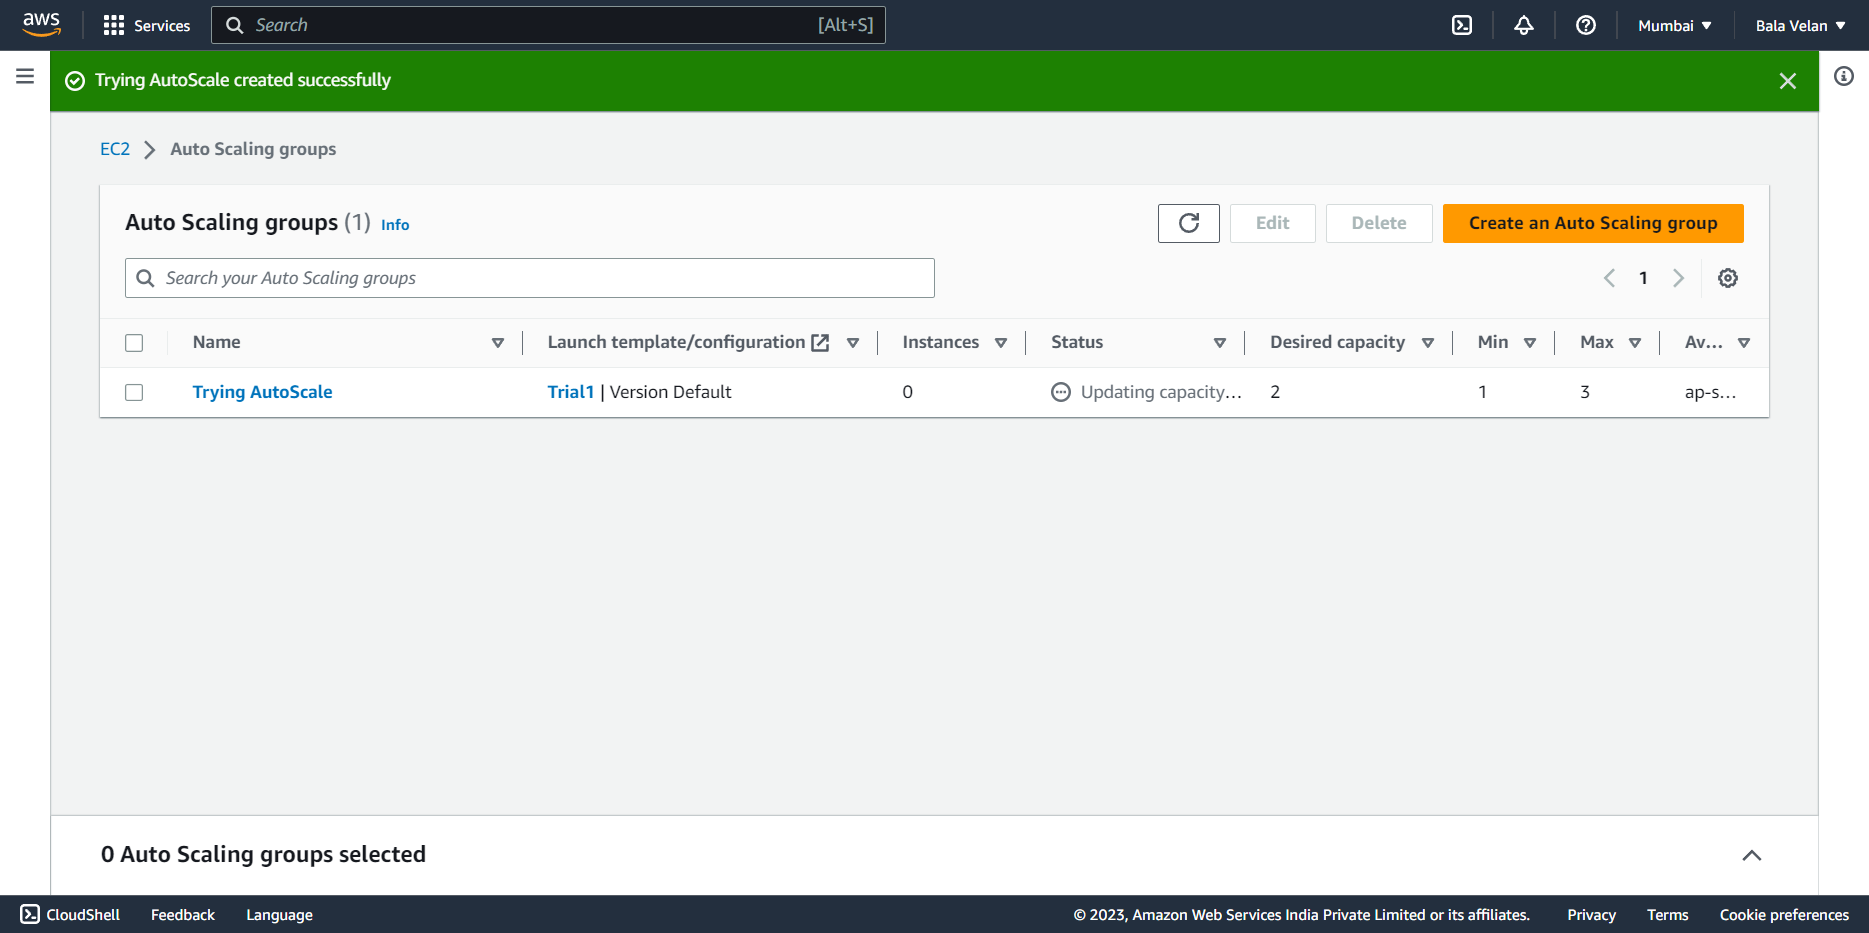 aws Services Search [Alt+S] Mumbai Bala Velan
Trying AutoScale created successfully
EC2 Auto Scaling groups
Auto Scaling groups (1) Info Edit Delete Create an Auto Scaling group
Search your Auto Scaling groups 1
Name Launch template/configuration Instances Status Desired capacity Min Max Av...
Trying AutoScale Trial1 | Version Default 0 Updating capacity... 2 1 3 ap-s...
0 Auto Scaling groups selected
CloudShell Feedback Language © 2023, Amazon Web Services India Private Limited or its affiliates. Privacy Terms Cookie preferences